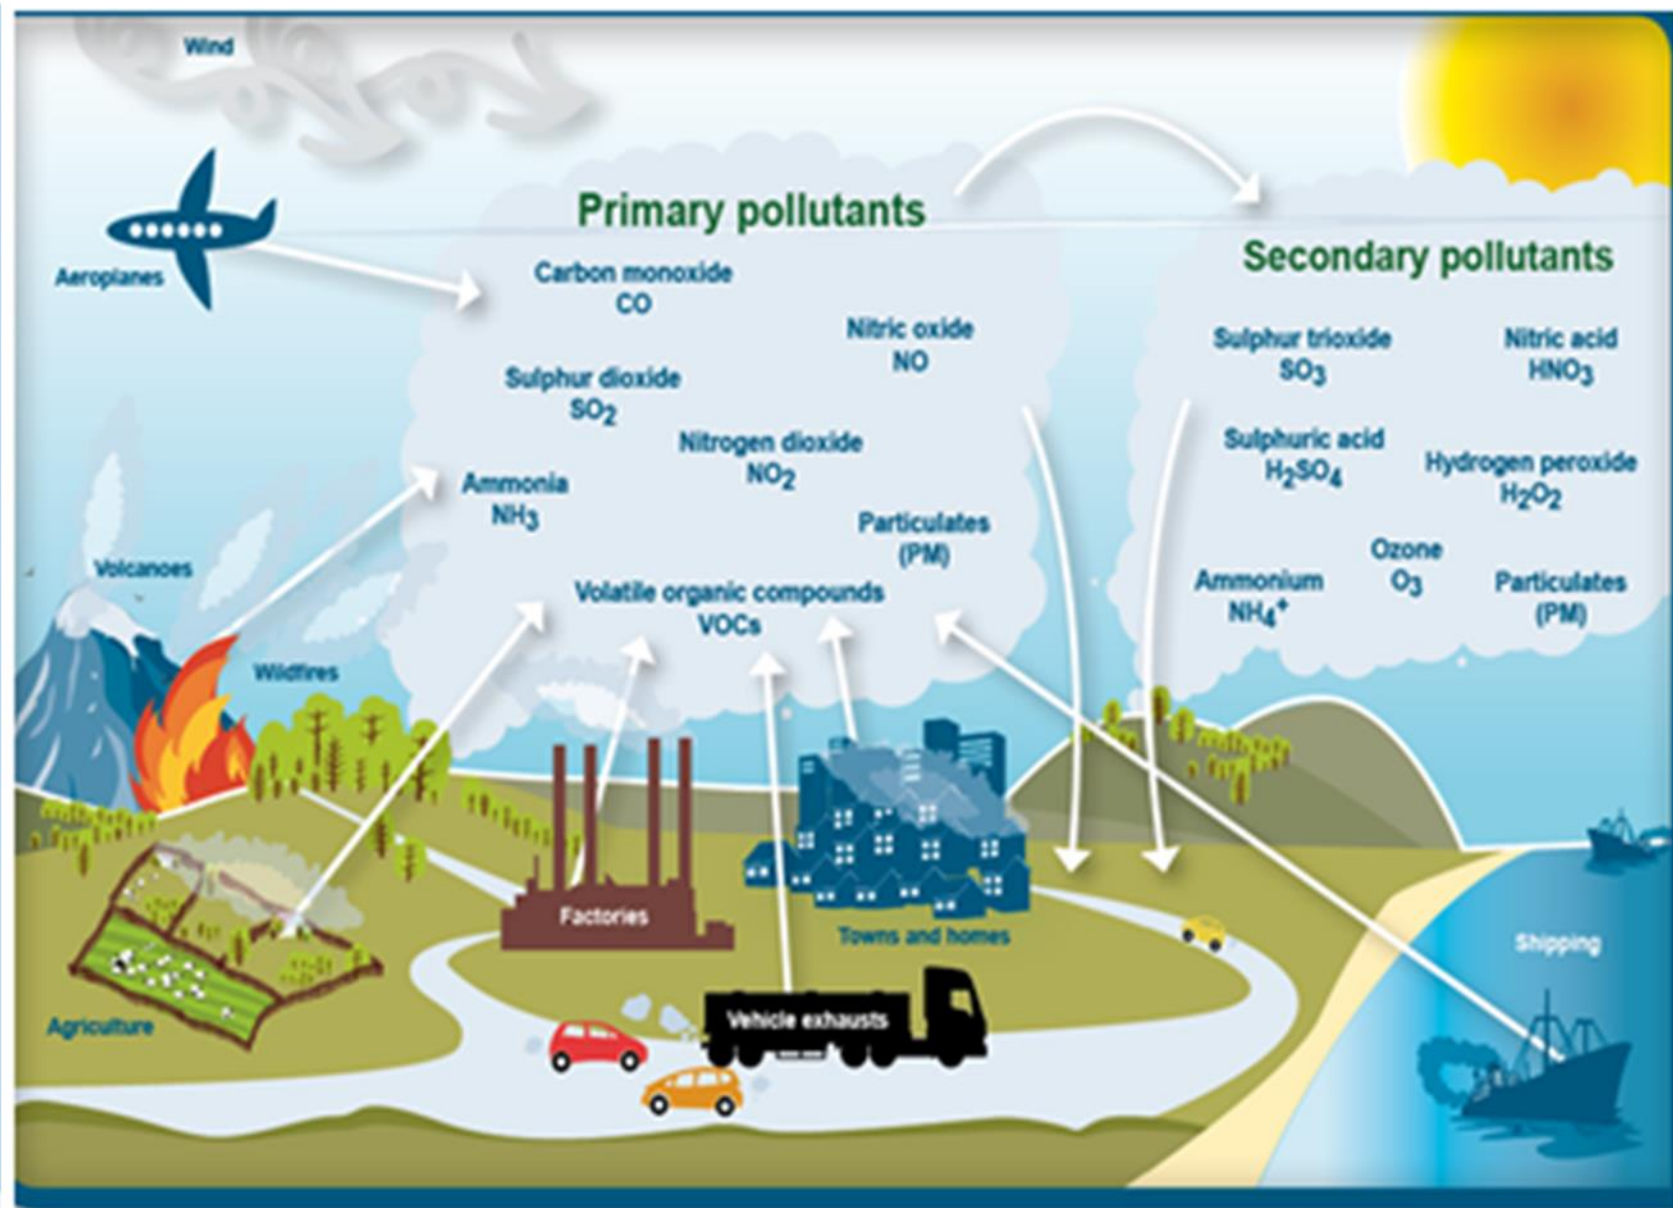 Wind
Aeroplanes
Primary pollutants
Carbon monoxide
CO
Nitric oxide
NO
Sulphur dioxide
SO2
Nitrogen dioxide
NO2
Ammonia
NH3
Particulates
(PM)
Volatile organic compounds
VOCs
Secondary pollutants
Sulphur trioxide
SO3
Nitric acid
HNO3
Sulphuric acid
H2SO4
Hydrogen peroxide
H2O2
Ozone
O3
Ammonium
NH4+
Particulates
(PM)
Volcanoes
Wildfires
Factories
Towns and homes
Shipping
Agriculture
Vehicle exhausts